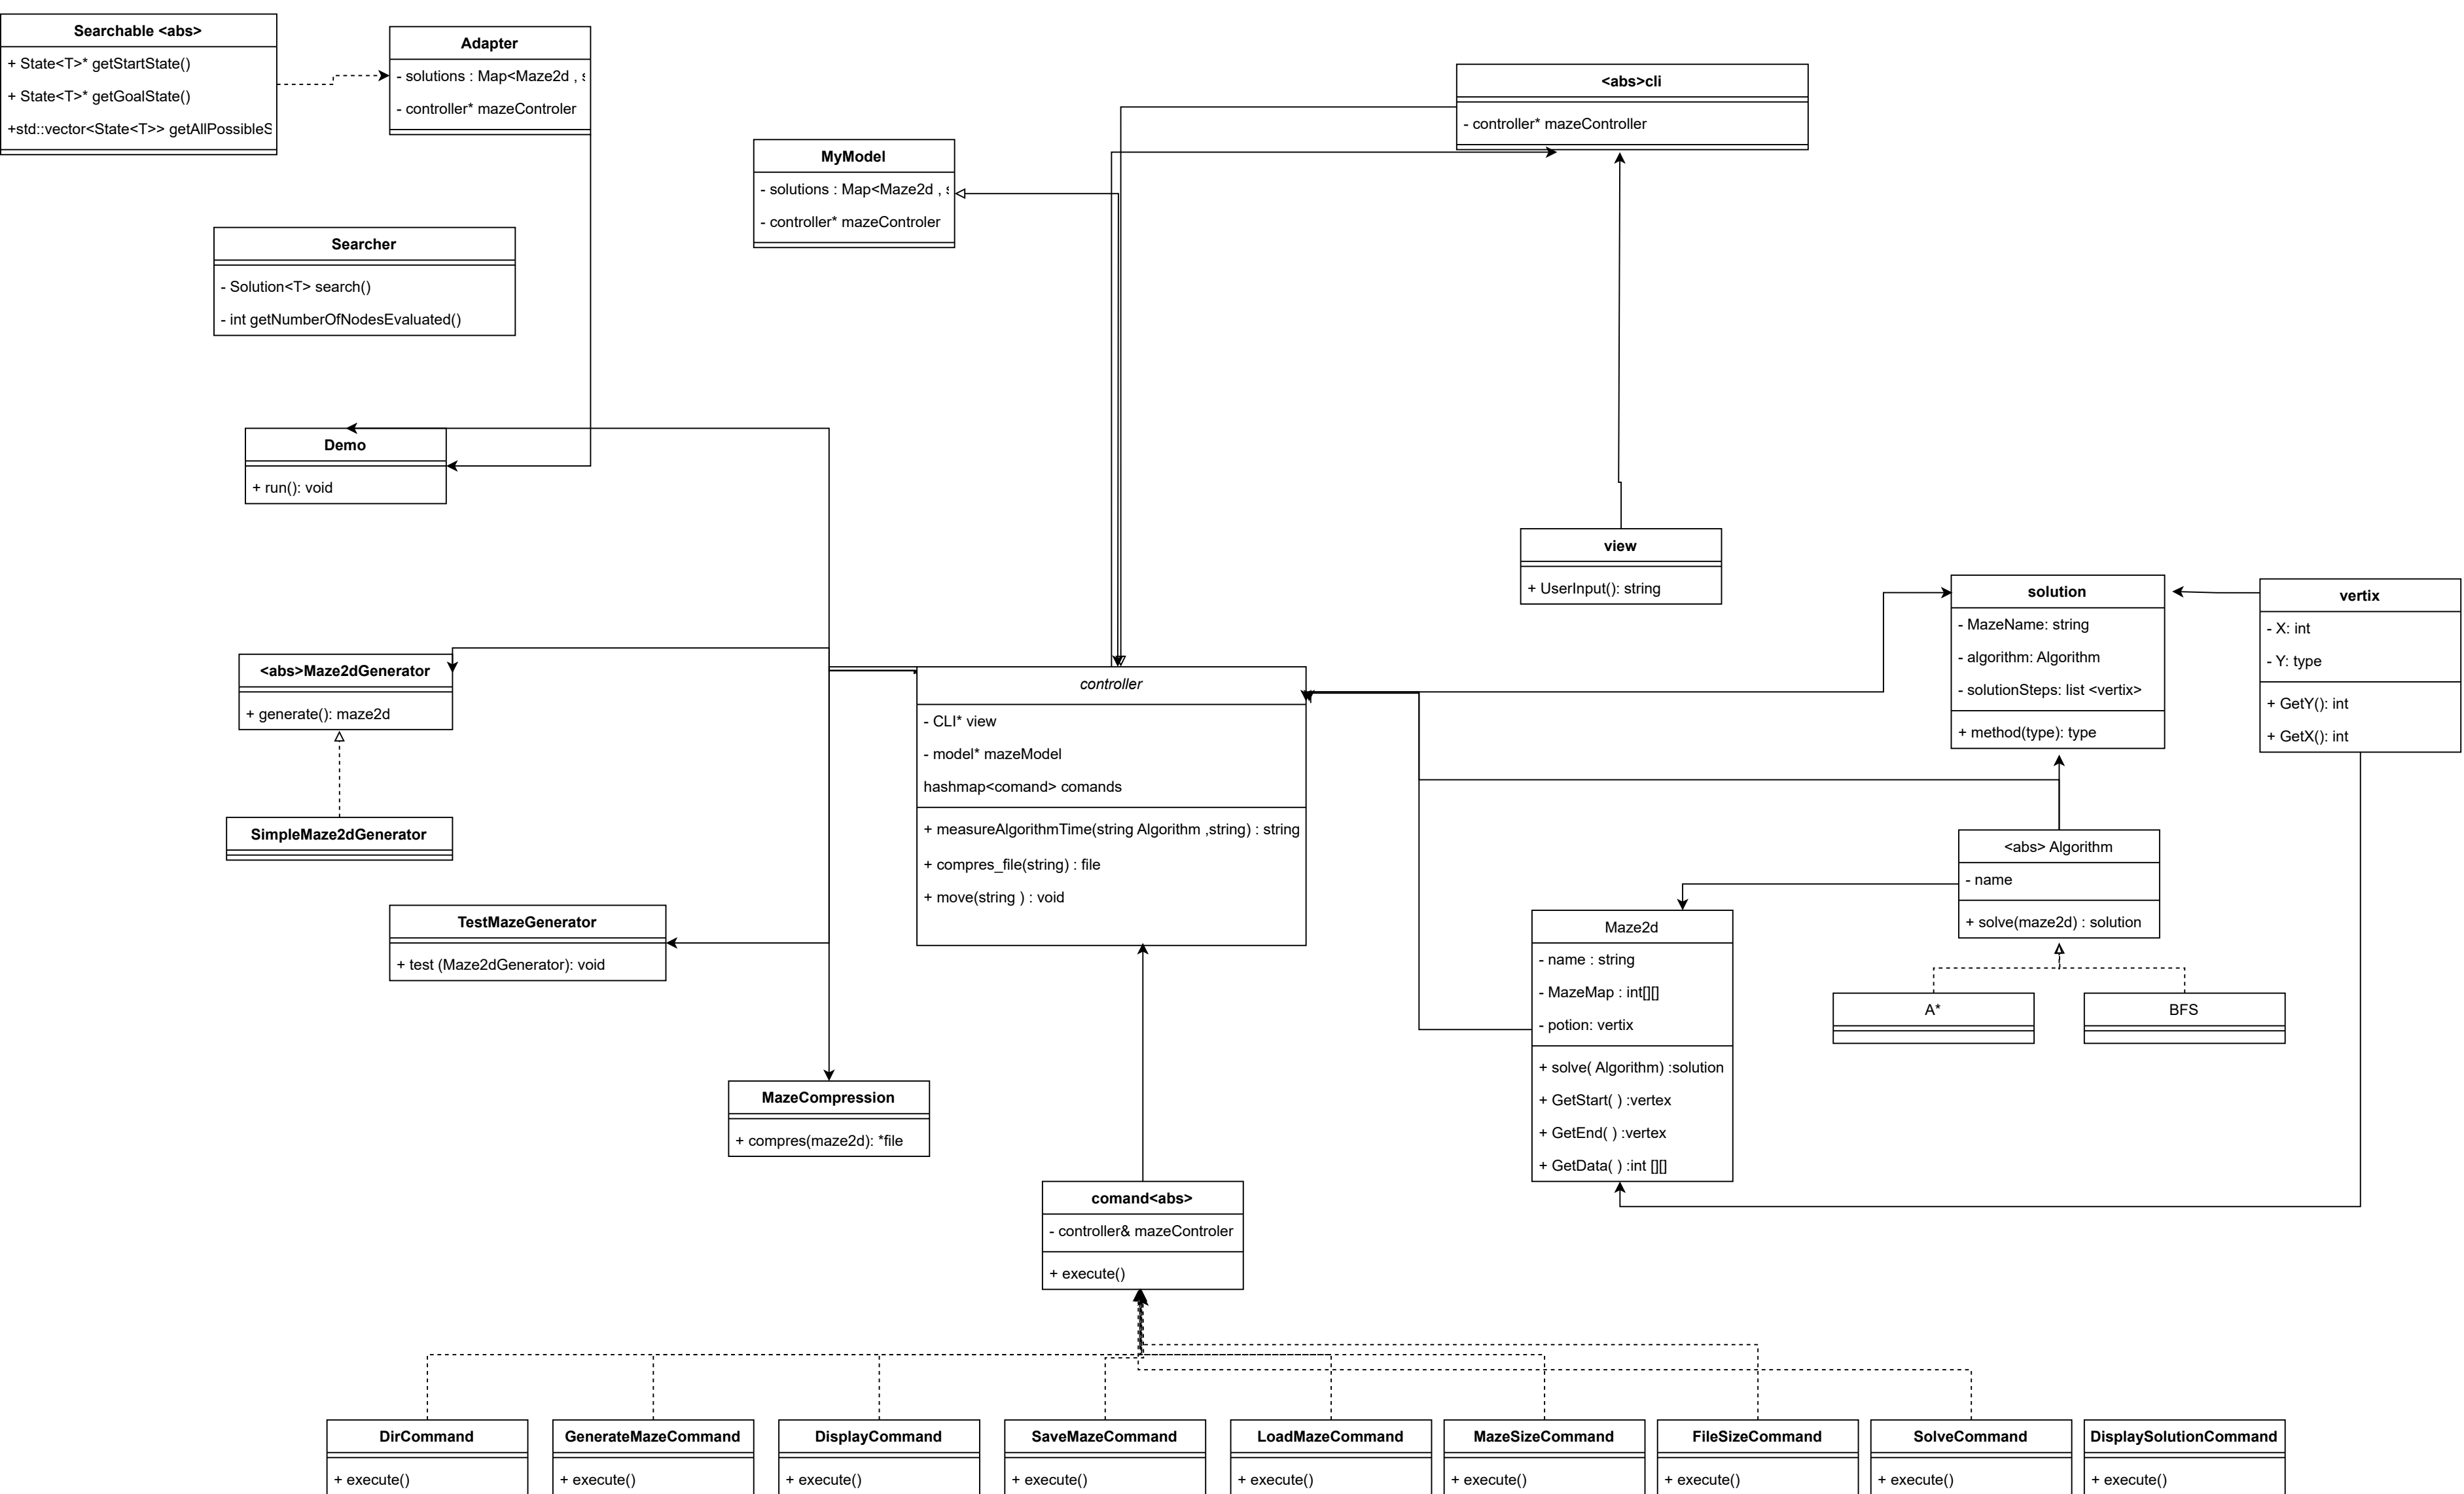 Searchable <abs>
+ State<T>* getStartState()
+ State<T>* getGoalState()
+std::vector<State<T>> getAllPossibleS
Adapter
- solutions : Map<Maze2d , s
- controller* mazeControler
<abs>cli
- controller* mazeController
MyModel
- solutions : Map<Maze2d , s
- controller* mazeControler
Searcher
- Solution<T> search()
- int getNumberOfNodesEvaluated()
Demo
+ run(): void
view
+ UserInput(): string
solution
- MazeName: string
- algorithm: Algorithm
- solutionSteps: list <vertix>
+ method(type): type
vertix
- X: int
- Y: type
+ GetY(): int
+ GetX(): int
<abs>Maze2dGenerator
+ generate(): maze2d
controller
- CLI* view
- model* mazeModel
hashmap<comand> comands
+ measureAlgorithmTime(string Algorithm ,string) : string
+ compres_file(string) : file
+ move(string ) : void
SimpleMaze2dGenerator
<abs> Algorithm
- name
+ solve(maze2d) : solution
TestMazeGenerator
+ test (Maze2dGenerator): void
Maze2d
- name : string
- MazeMap : int[][]
- potion: vertix
+ solve( Algorithm) :solution
+ GetStart( ) :vertex
+ GetEnd( ) :vertex
+ GetData( ) :int [][]
A*
BFS
MazeCompression
+ compres(maze2d): *file
comand<abs>
- controller& mazeControler
+ execute()
DirCommand
+ execute()
GenerateMazeCommand
+ execute()
DisplayCommand
+ execute()
SaveMazeCommand
+ execute()
LoadMazeCommand
+ execute()
MazeSizeCommand
+ execute()
FileSizeCommand
+ execute()
SolveCommand
+ execute()
DisplaySolutionCommand
+ execute()